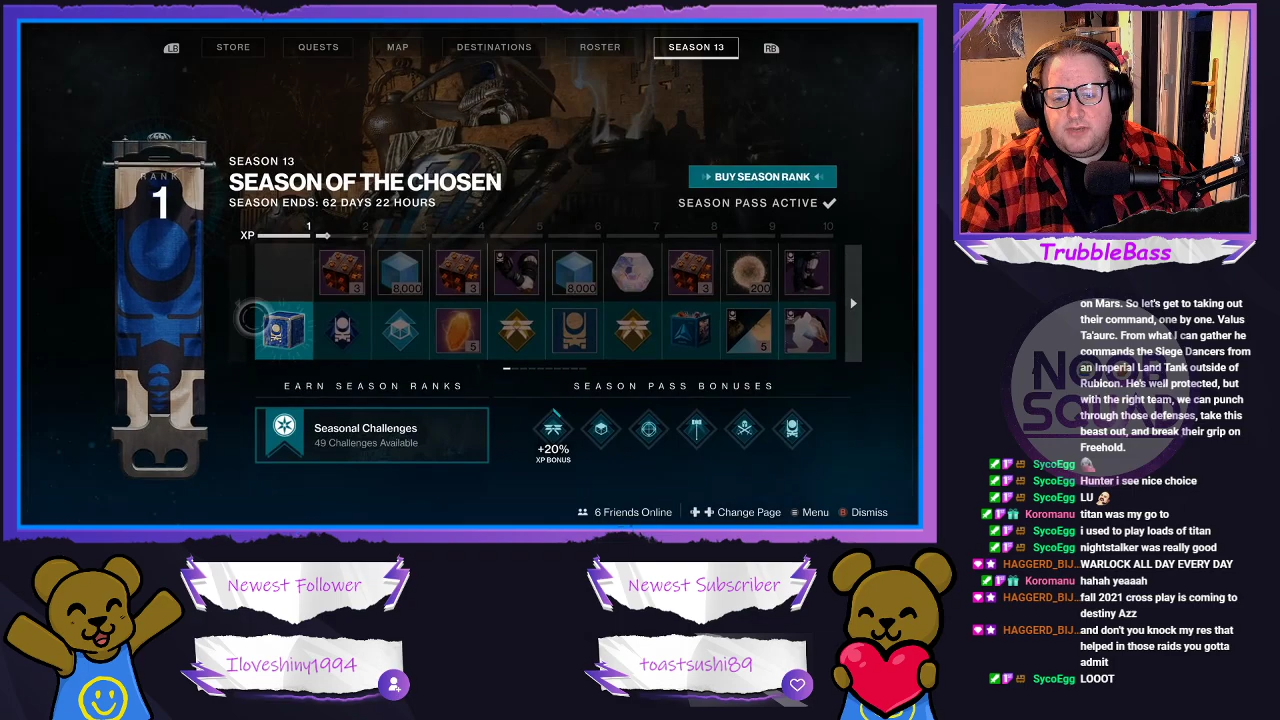 LB STORE QUESTS MAP DESTINATIONS ROSTER SEASON 13 RB
SEASON 13
SEASON OF THE CHOSEN
SEASON ENDS: 62 DAYS 22 HOURS
RANK
1
BUY SEASON RANK
SEASON PASS ACTIVE
XP 1 2 3 4 5 6 7 8 9 10
3 8,000 3 8,000 3 200
5 5
EARN SEASON RANKS
SEASON PASS BONUSES
Seasonal Challenges
49 Challenges Available
+20%
XP BONUS
6 Friends Online Change Page Menu B Dismiss
TrubbleBass
on Mars. So let's get to taking out
their command, one by one. Valus
Ta'aurc. From what I can gather he
commands the Siege Dancers from
an Imperial Land Tank outside of
Rubicon. He's well protected, but
with the right team, we can punch
through those defenses, take this
beast out, and break their grip on
Freehold.
NOOB
SQUAD
SycoEgg
SycoEgg Hunter i see nice choice
SycoEgg LU
Koromanu titan was my go to
SycoEgg i used to play loads of titan
SycoEgg nightstalker was really good
HAGGERD_BIJ... WARLOCK ALL DAY EVERY DAY
Koromanu hahah yeaaah
HAGGERD_BIJ... fall 2021 cross play is coming to
destiny Azz
HAGGERD_BIJ... and don't you knock my res that
helped in those raids you gotta
admit
SycoEgg LOOOT
Newest Follower
Iloveshiny1994
Newest Subscriber
toastsushi89